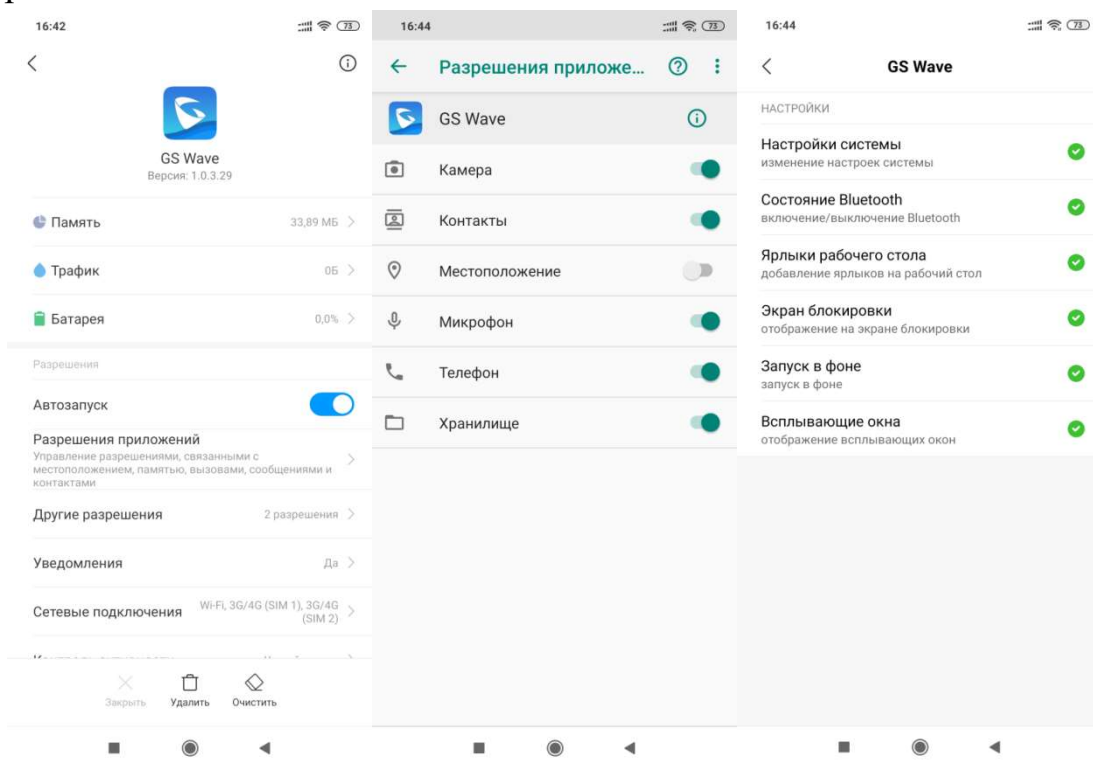 16:42
73
GS Wave
Версия: 1.0.3.29
Память
33,89 МБ
Трафик
0Б
Батарея
0,0%
Разрешения
Автозапуск
Разрешения приложений
Управление разрешениями, связанными с
местоположением, памятью, вызовами, сообщениями и
контактами
Другие разрешения
2 разрешения
Уведомления
Да
Сетевые подключения
Wi-Fi, 3G/4G (SIM 1), 3G/4G
(SIM 2)
Закрыть
Удалить
Очистить
16:44
73
Разрешения приложе...
GS Wave
Камера
Контакты
Местоположение
Микрофон
Телефон
Хранилище
16:44
73
GS Wave
НАСТРОЙКИ
Настройки системы
изменение настроек системы
Состояние Bluetooth
включение/выключение Bluetooth
Ярлыки рабочего стола
добавление ярлыков на рабочий стол
Экран блокировки
отображение на экране блокировки
Запуск в фоне
запуск в фоне
Всплывающие окна
отображение всплывающих окон